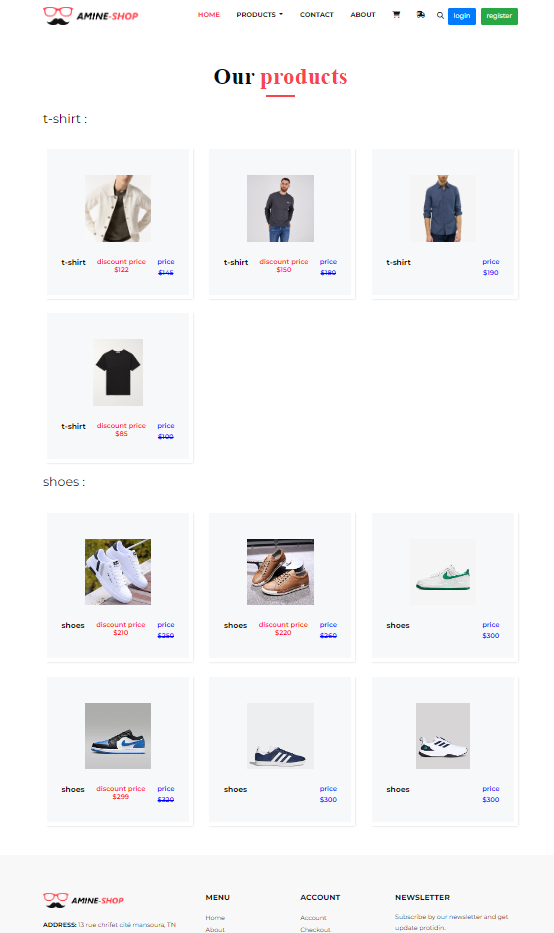 AMINE-SHOP HOME PRODUCTS CONTACT ABOUT login register
Our products
t-shirt :
t-shirt discount price $122 price $145
t-shirt discount price $150 price $180
t-shirt price $190
t-shirt discount price $85 price $100
shoes :
shoes discount price $210 price $250
shoes discount price $220 price $260
shoes price $300
shoes discount price $299 price $320
shoes price $300
shoes price $300
AMINE-SHOP
ADDRESS: 13 rue chrifet cité mansoura, TN
MENU
Home
About
ACCOUNT
Account
Checkout
NEWSLETTER
Subscribe by our newsletter and get
update protidin.